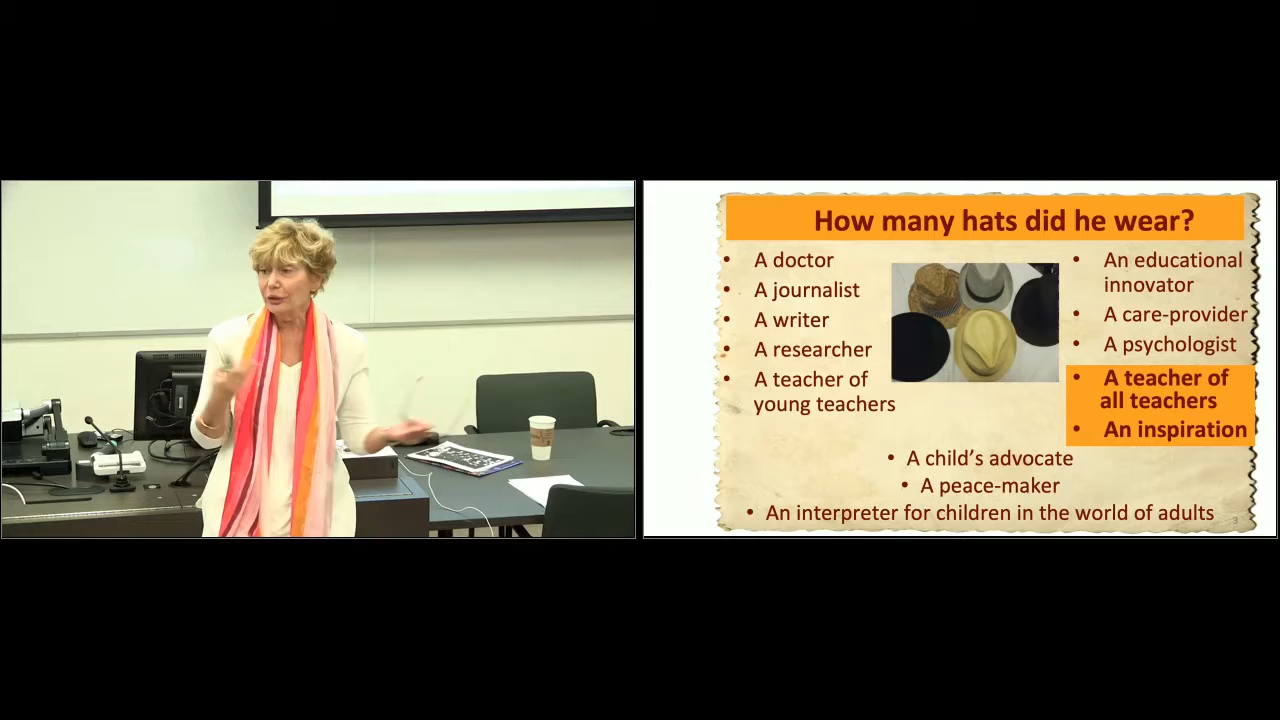 How many hats did he wear?
• A doctor
• A journalist
• A writer
• A researcher
• A teacher of
young teachers
• An educational
innovator
• A care-provider
• A psychologist
• A teacher of
all teachers
• An inspiration
• A child’s advocate
• A peace-maker
• An interpreter for children in the world of adults
3